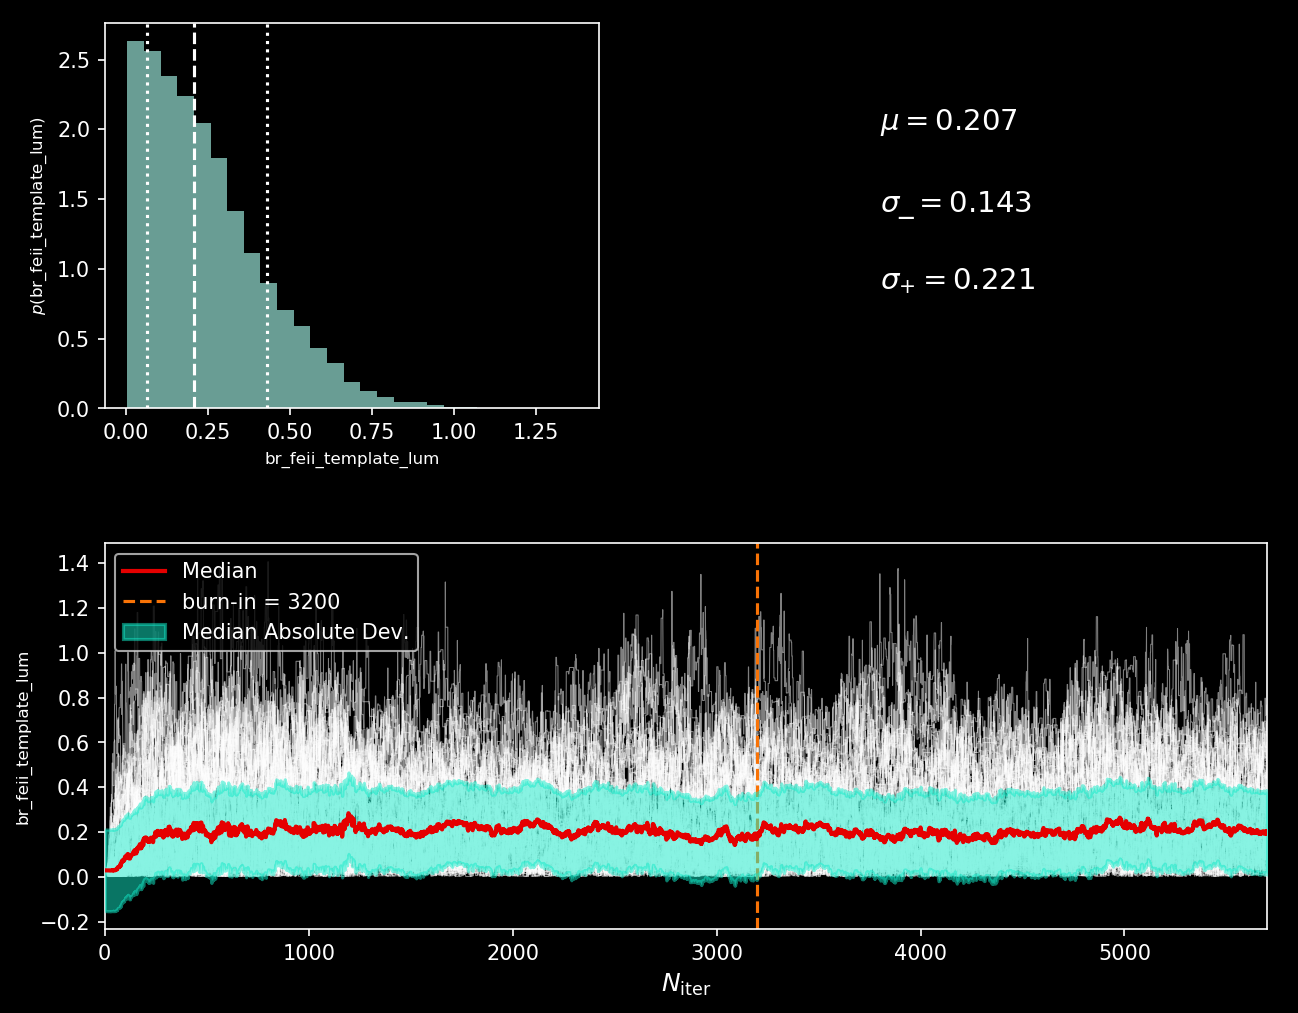 2.5
2.0
1.5
1.0
0.5
0.0
p(br_feii_template_lum)
0.00 0.25 0.50 0.75 1.00 1.25
br_feii_template_lum
μ = 0.207
σ₋ = 0.143
σ₊ = 0.221
1.4
1.2
1.0
0.8
0.6
0.4
0.2
0.0
−0.2
br_feii_template_lum
Median
burn-in = 3200
Median Absolute Dev.
0 1000 2000 3000 4000 5000
N_iter